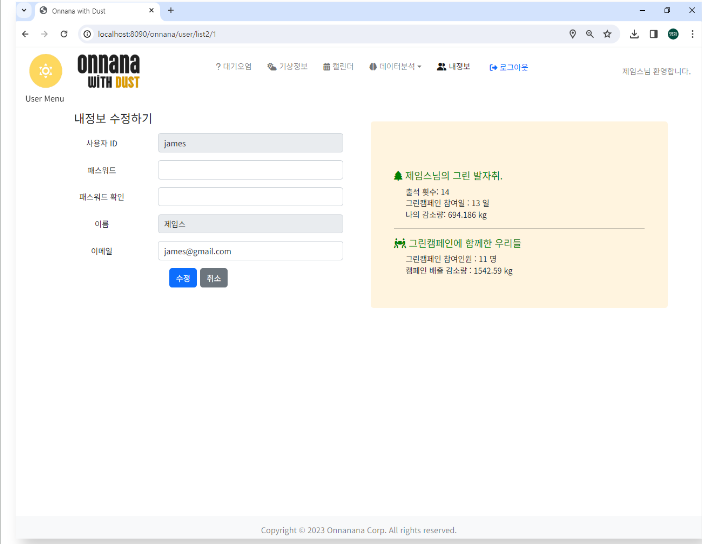 Onnana with Dust
localhost:8090/onnana/user/list2/1
onnana
WITH DUST
? 대기오염 기상정보 캘린더 데이터분석 내정보 로그아웃
제임스님 환영합니다.
User Menu
내정보 수정하기
사용자 ID james
패스워드
패스워드 확인
이름 제임스
이메일 james@gmail.com
수정 취소
제임스님의 그린 발자취.
출석 횟수: 14
그린캠페인 참여일 : 13 일
나의 감소량: 694.186 kg
그린캠페인에 함께한 우리들
그린캠페인 참여인원 : 11 명
캠페인 배출 감소량 : 1542.59 kg
Copyright © 2023 Onnanana Corp. All rights reserved.